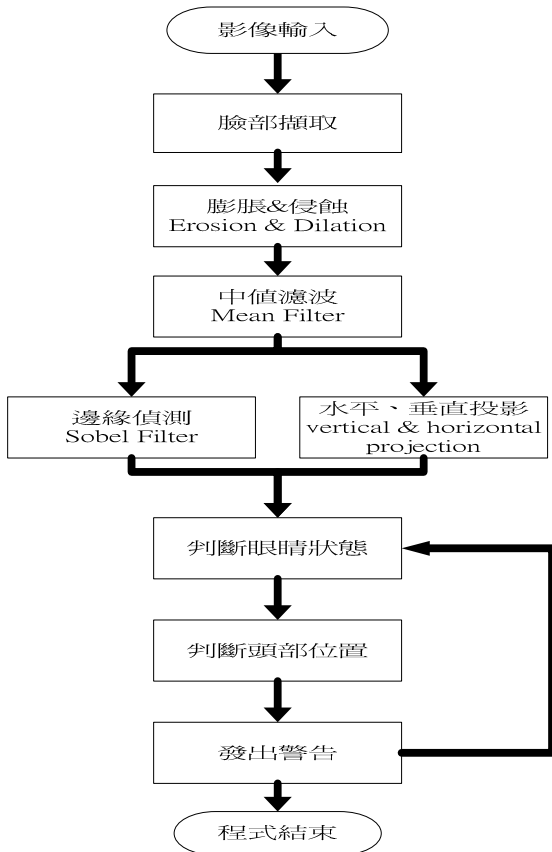 影像輸入
臉部擷取
膨脹&侵蝕
Erosion & Dilation
中值濾波
Mean Filter
邊緣偵測
Sobel Filter
水平、垂直投影
vertical & horizontal
projection
判斷眼睛狀態
判斷頭部位置
發出警告
程式結束